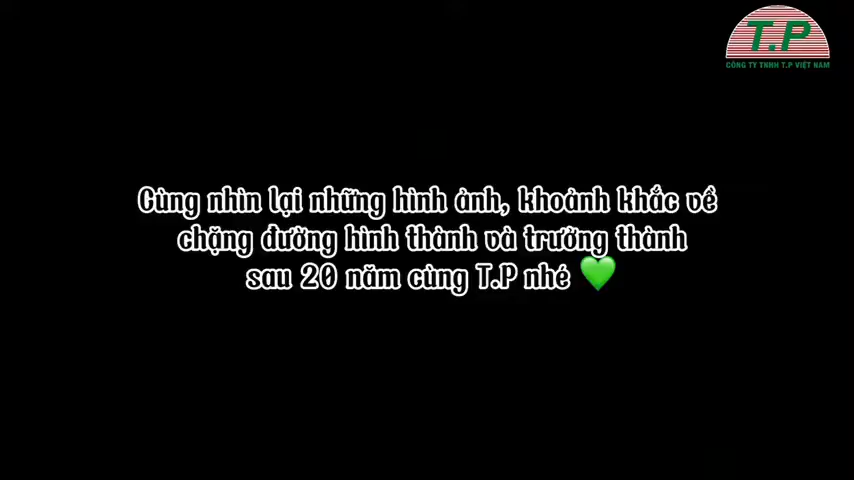 T.P
CÔNG TY TNHH T.P VIỆT NAM
Cùng nhìn lại những hình ảnh, khoảnh khắc về
chặng đường hình thành và trưởng thành
sau 20 năm cùng T.P nhé 💚